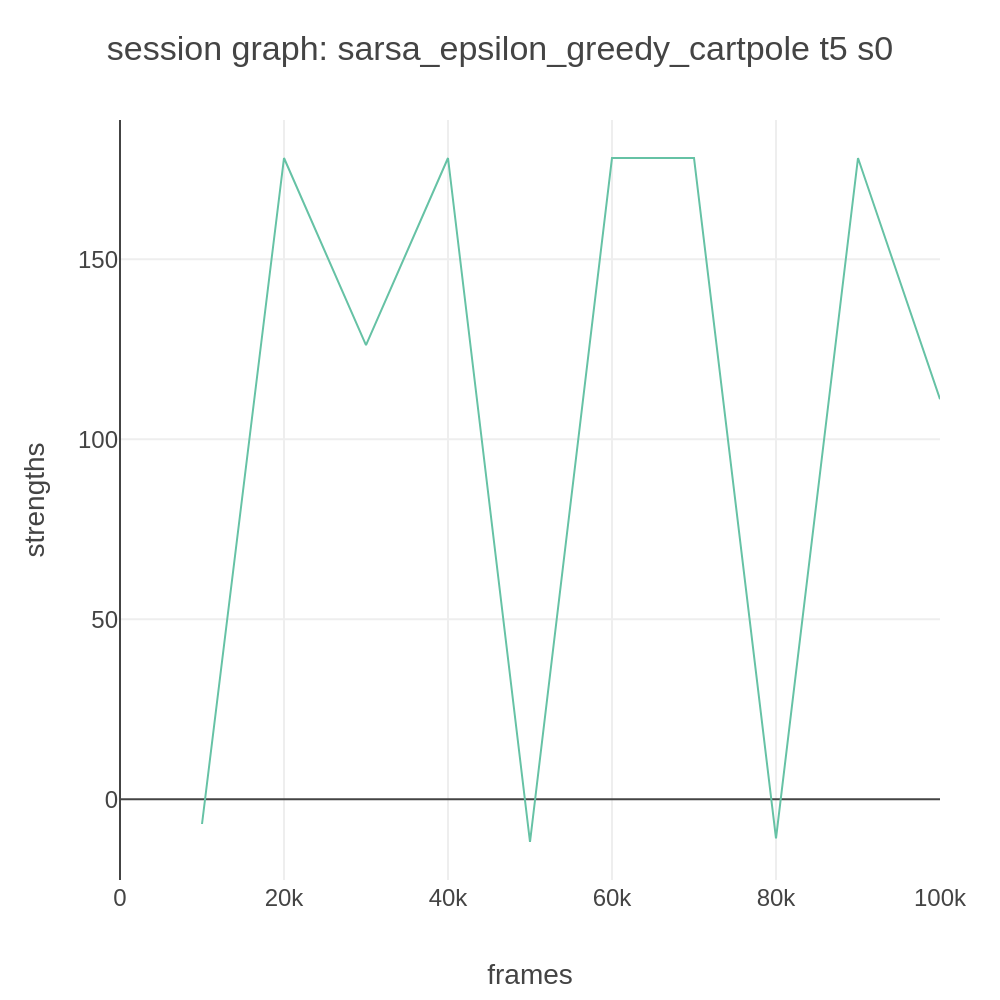 session graph: sarsa_epsilon_greedy_cartpole t5 s0
150
100
50
0
strengths
0 20k 40k 60k 80k 100k
frames